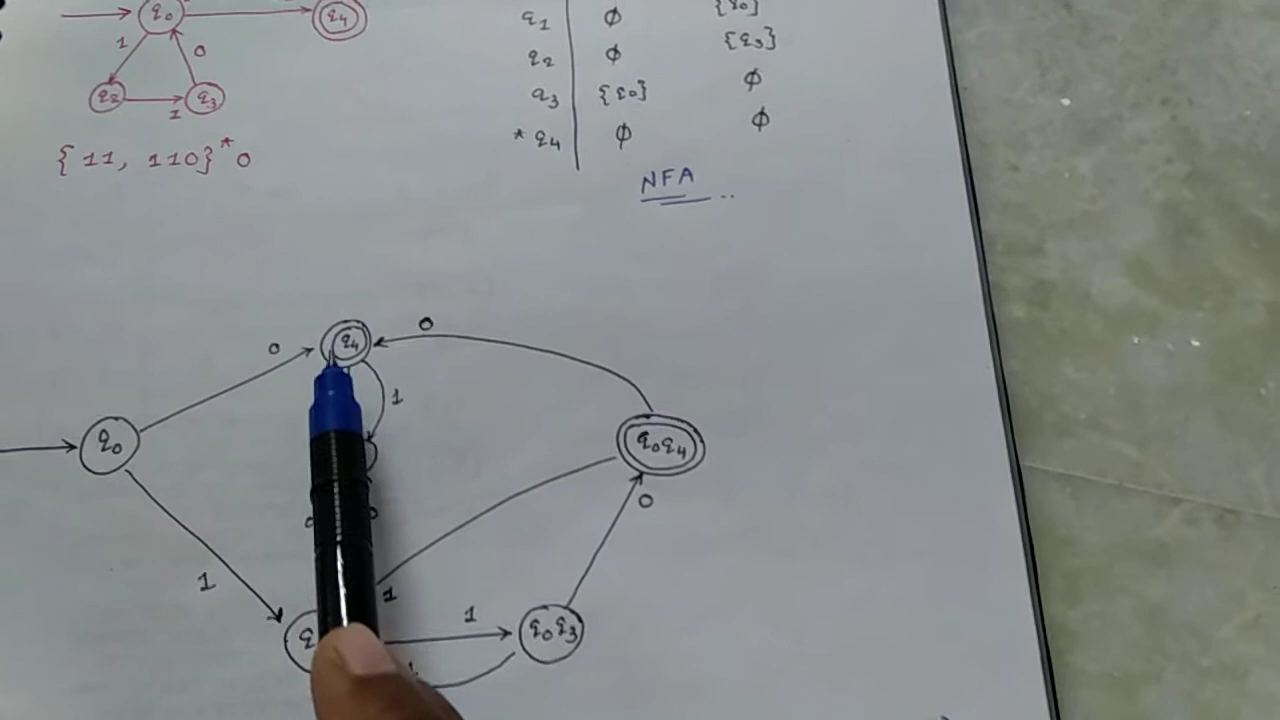 q0 q4
1 0
q2 q3
1
{11, 110}*0
q1 ϕ {q0}
q2 ϕ {q3}
q3 {q0} ϕ
* q4 ϕ ϕ
NFA
0 q4 0
1
q0 q0q4
0
1 1
1 q0q3